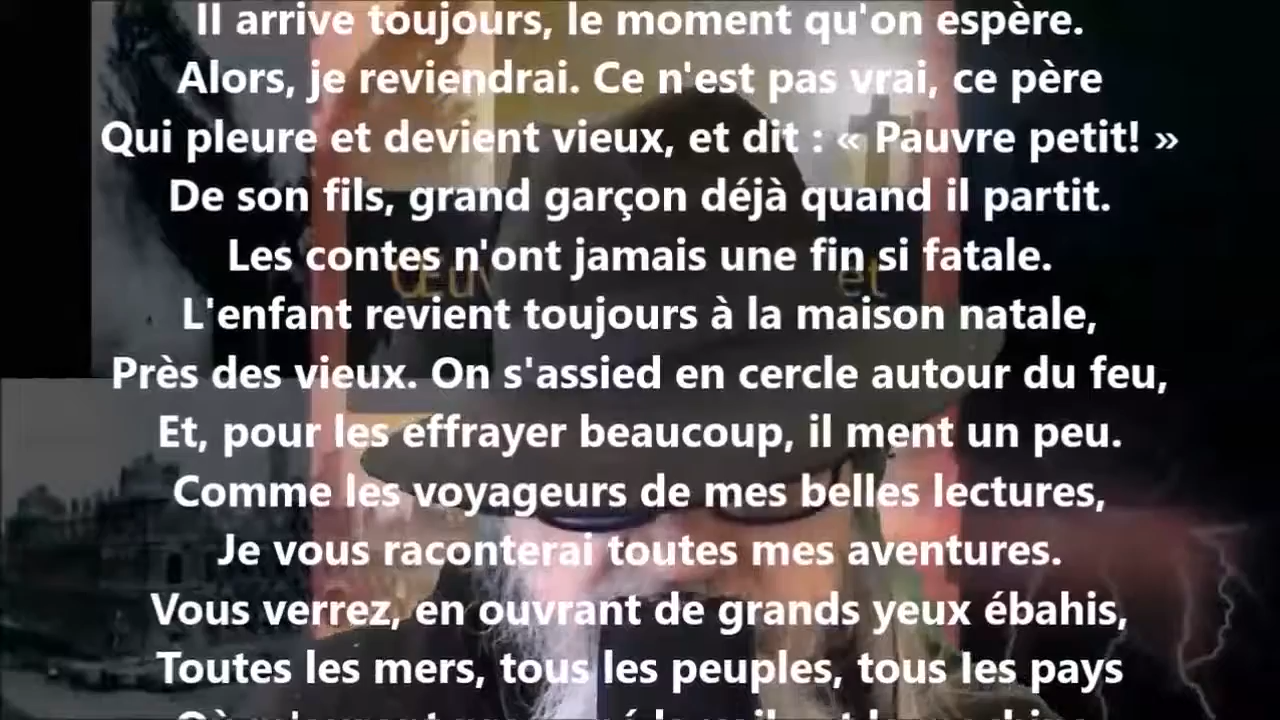 Il arrive toujours, le moment qu'on espère.
Alors, je reviendrai. Ce n'est pas vrai, ce père
Qui pleure et devient vieux, et dit : « Pauvre petit! »
De son fils, grand garçon déjà quand il partit.
Les contes n'ont jamais une fin si fatale.
L'enfant revient toujours à la maison natale,
Près des vieux. On s'assied en cercle autour du feu,
Et, pour les effrayer beaucoup, il ment un peu.
Comme les voyageurs de mes belles lectures,
Je vous raconterai toutes mes aventures.
Vous verrez, en ouvrant de grands yeux ébahis,
Toutes les mers, tous les peuples, tous les pays
et